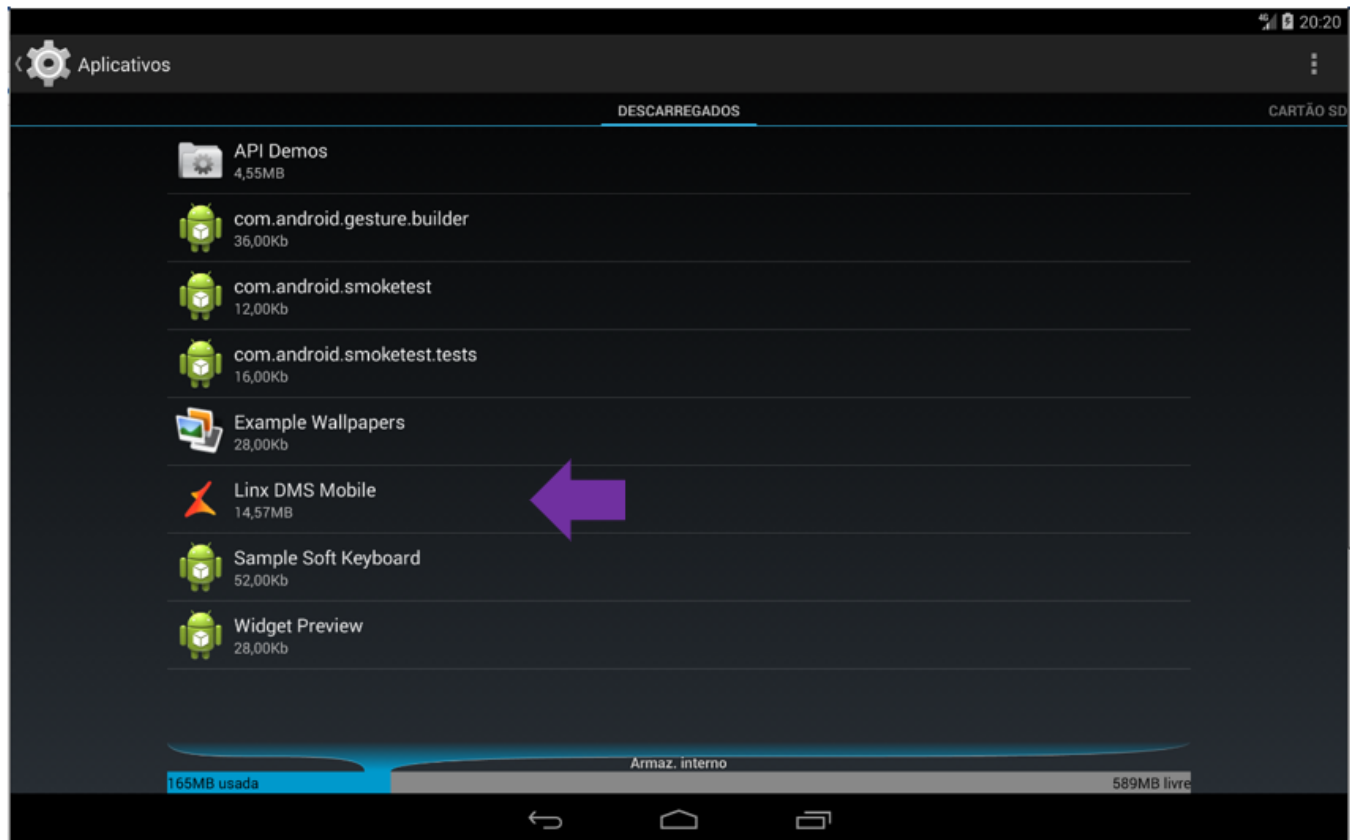 4G 20:20
Aplicativos
DESCARREGADOS
CARTÃO SD
API Demos
4,55MB
com.android.gesture.builder
36,00Kb
com.android.smoketest
12,00Kb
com.android.smoketest.tests
16,00Kb
Example Wallpapers
28,00Kb
Linx DMS Mobile
14,57MB
Sample Soft Keyboard
52,00Kb
Widget Preview
28,00Kb
Armaz. interno
165MB usada
589MB livre